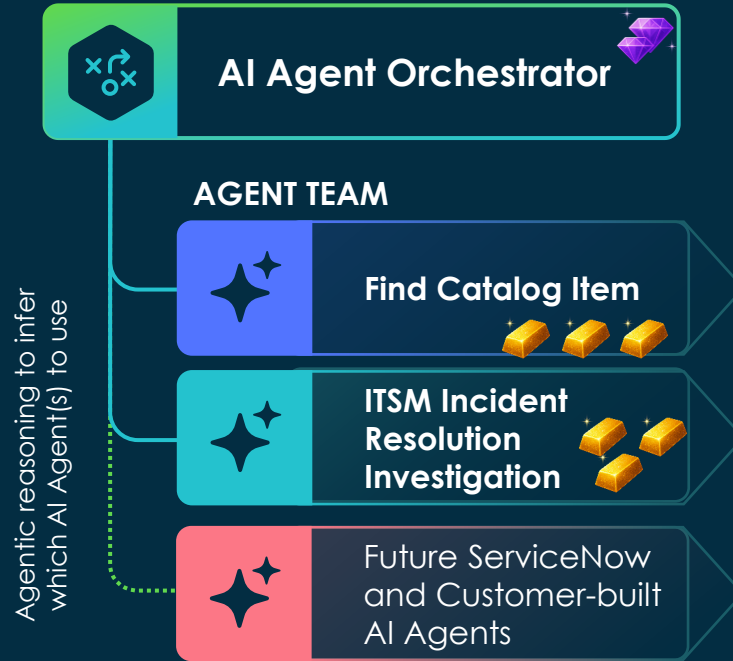 AI Agent Orchestrator
AGENT TEAM
Find Catalog Item
ITSM Incident
Resolution
Investigation
Future ServiceNow
and Customer-built
AI Agents
Agentic reasoning to infer
which AI Agent(s) to use